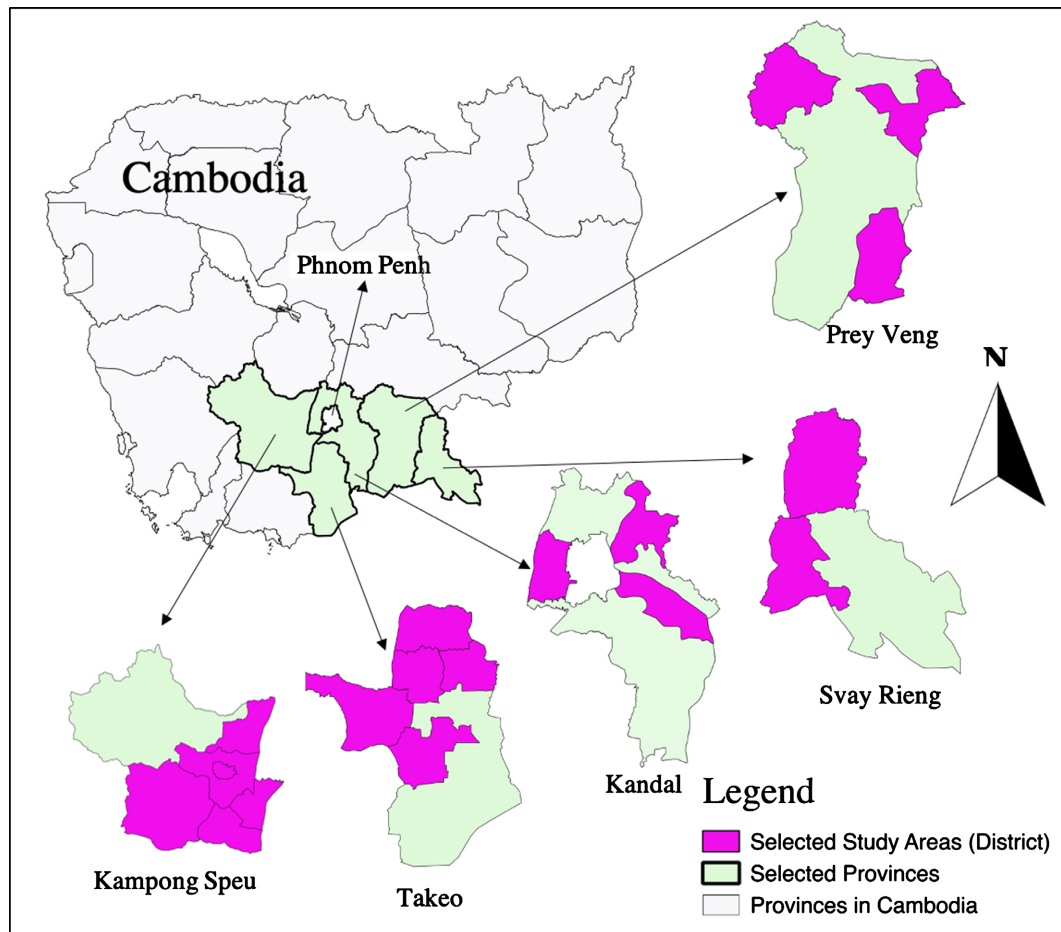 Cambodia
Phnom Penh
Prey Veng
N
Svay Rieng
Kandal
Takeo
Kampong Speu
Legend
Selected Study Areas (District)
Selected Provinces
Provinces in Cambodia